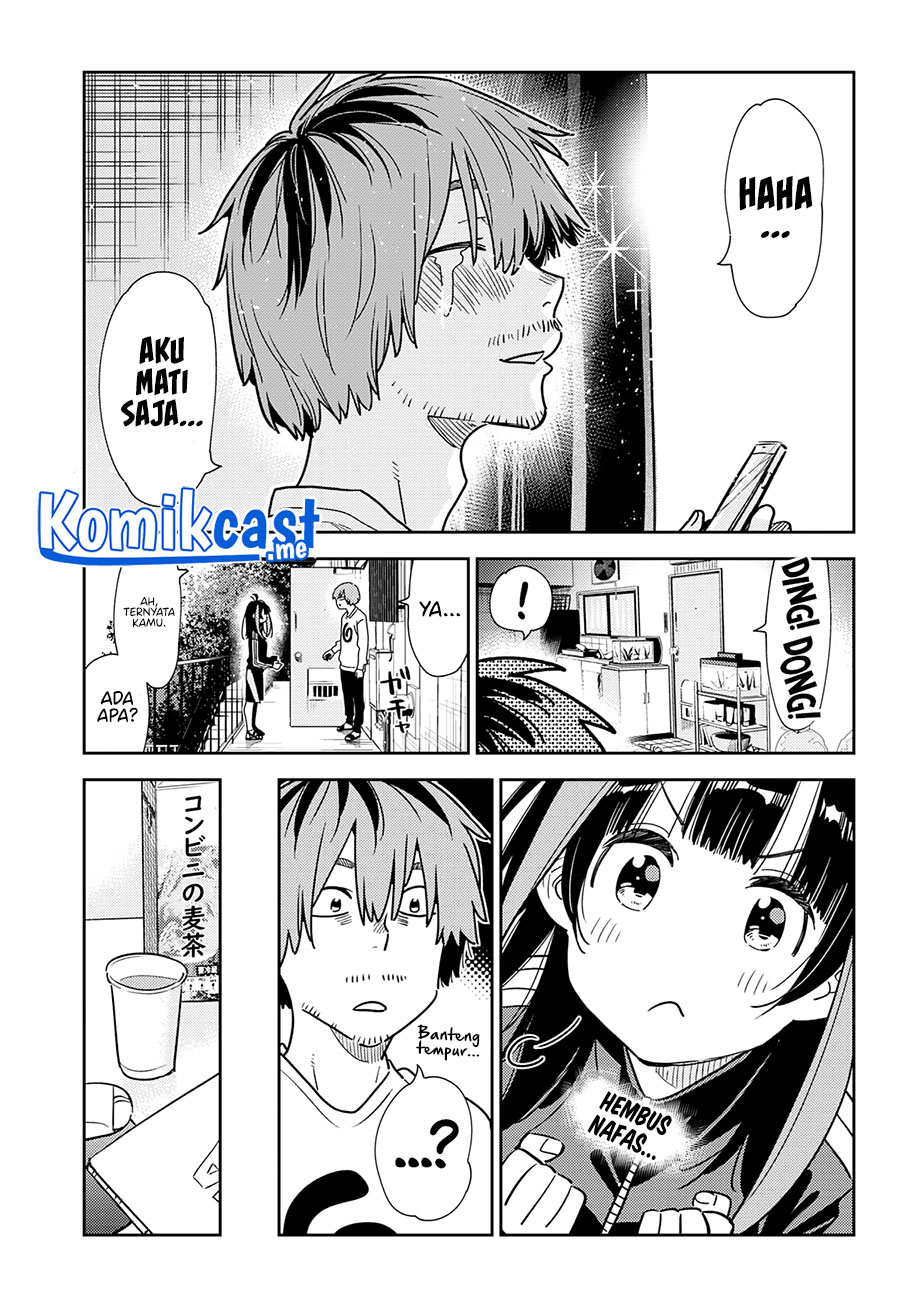 HAHA
...
AKU
MATI
SAJA...
Komikcast
.me
DING! DONG!
!
YA...
ガチャ
AH,
TERNYATA
KAMU.
ADA
APA?
HEMBUS
NAFAS...
Banteng
tempur...
....?
コンビニの麦茶